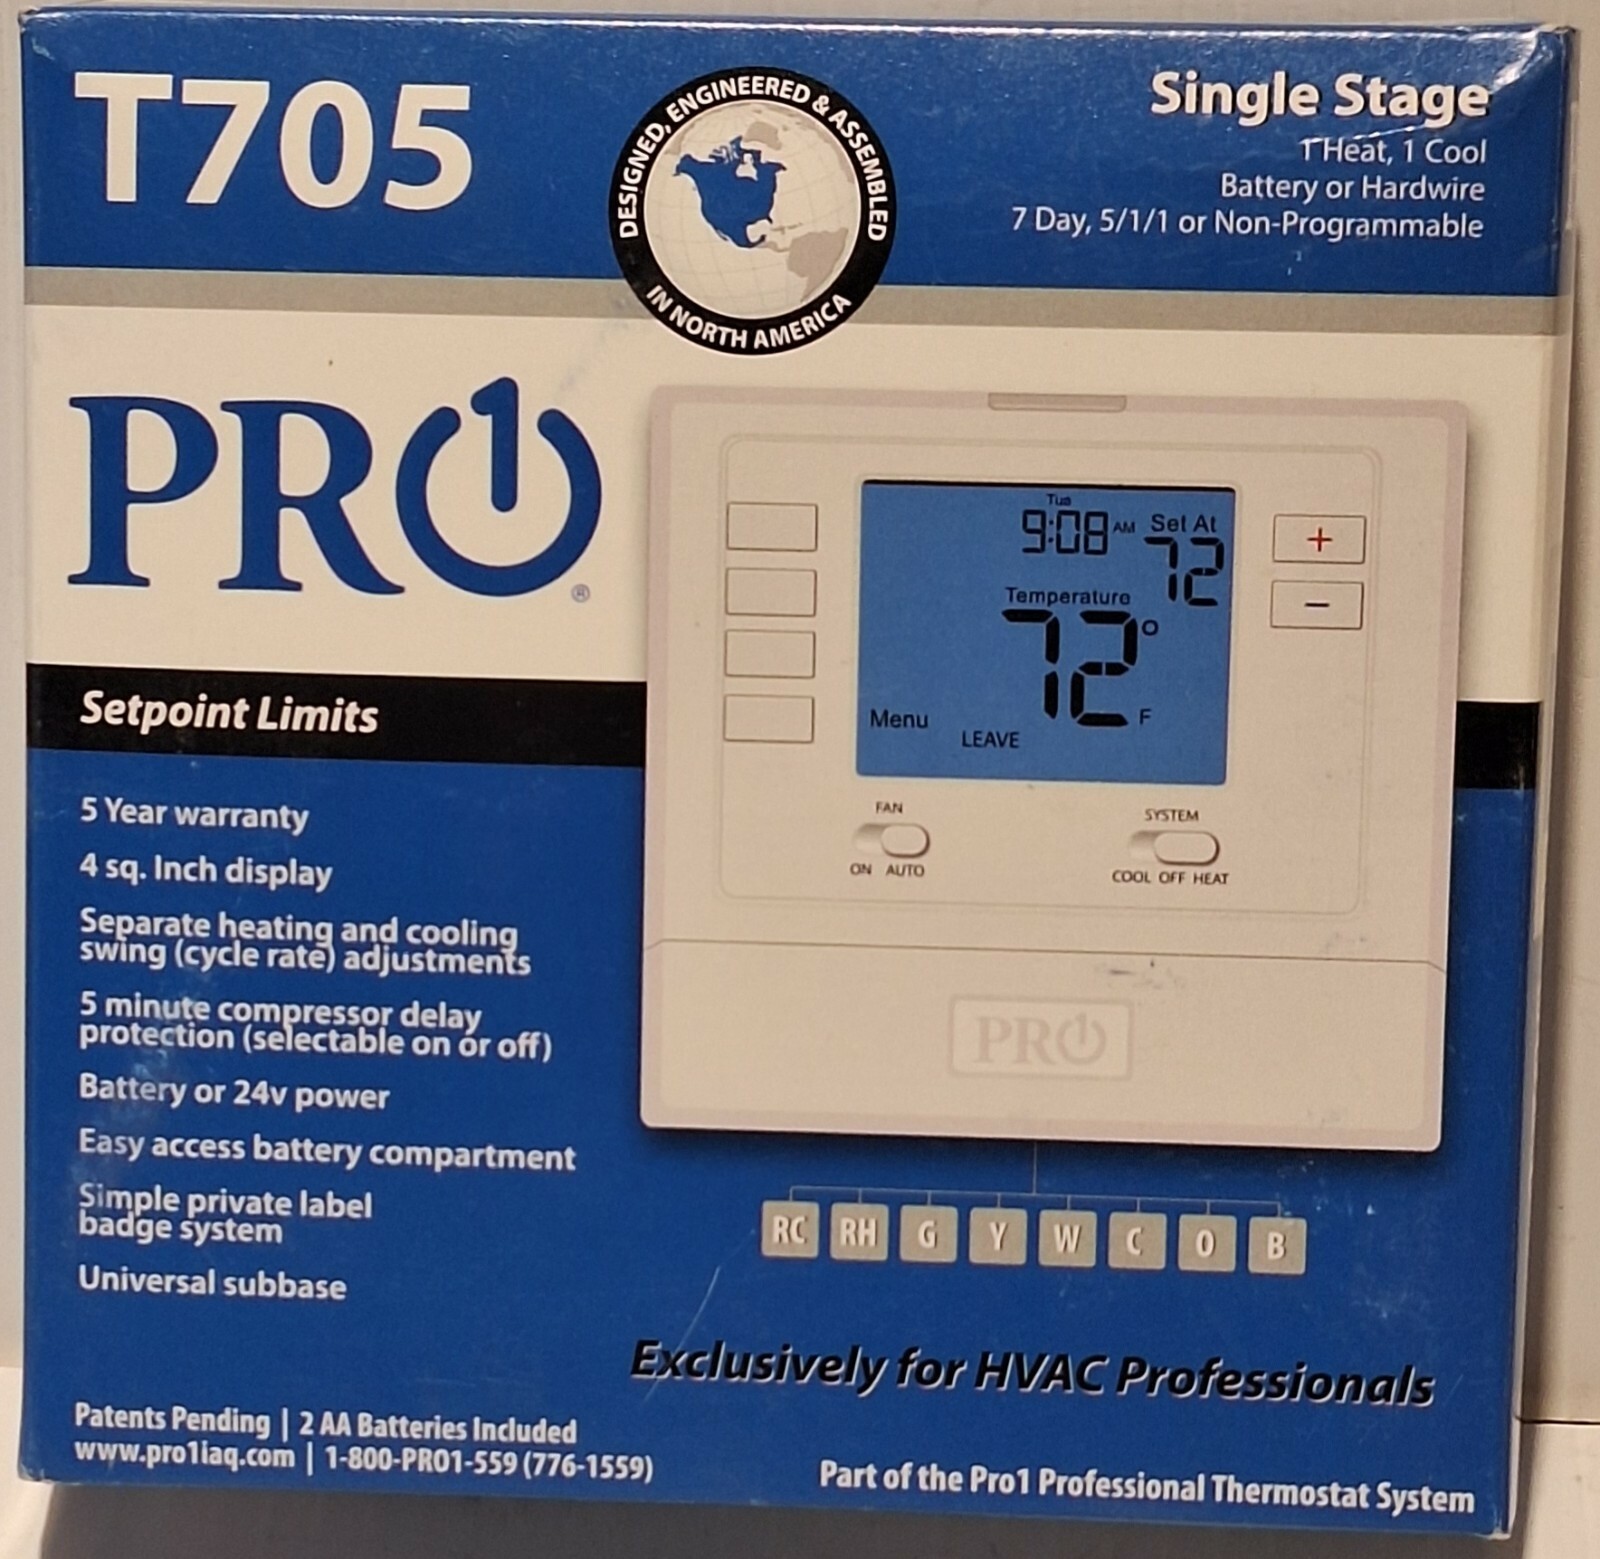 T705
DESIGNED, ENGINEERED & ASSEMBLED
IN NORTH AMERICA
Single Stage
1 Heat, 1 Cool
Battery or Hardwire
7 Day, 5/1/1 or Non-Programmable
PRO1®
Setpoint Limits
5 Year warranty
4 sq. Inch display
Separate heating and cooling
swing (cycle rate) adjustments
5 minute compressor delay
protection (selectable on or off)
Battery or 24v power
Easy access battery compartment
Simple private label
badge system
Universal subbase
Tue
9:08 AM Set At
72
Temperature
72° F
Menu
LEAVE
+
−
FAN
ON AUTO
SYSTEM
COOL OFF HEAT
PRO1
RC RH G Y W C O B
Exclusively for HVAC Professionals
Patents Pending | 2 AA Batteries Included
www.pro1iaq.com | 1-800-PRO1-559 (776-1559)
Part of the Pro1 Professional Thermostat System